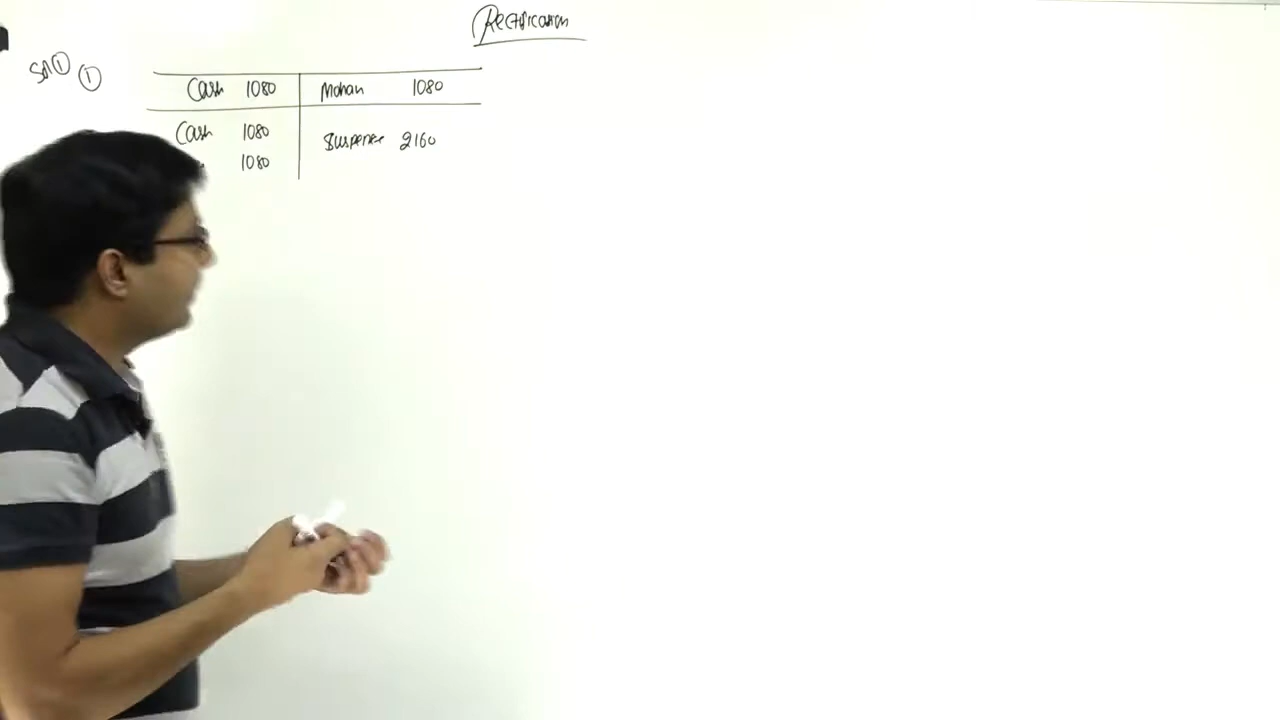 Rectification
Sol ① ①
Cash 1080 Mohan 1080
Cash 1080 Suspense 2160
1080